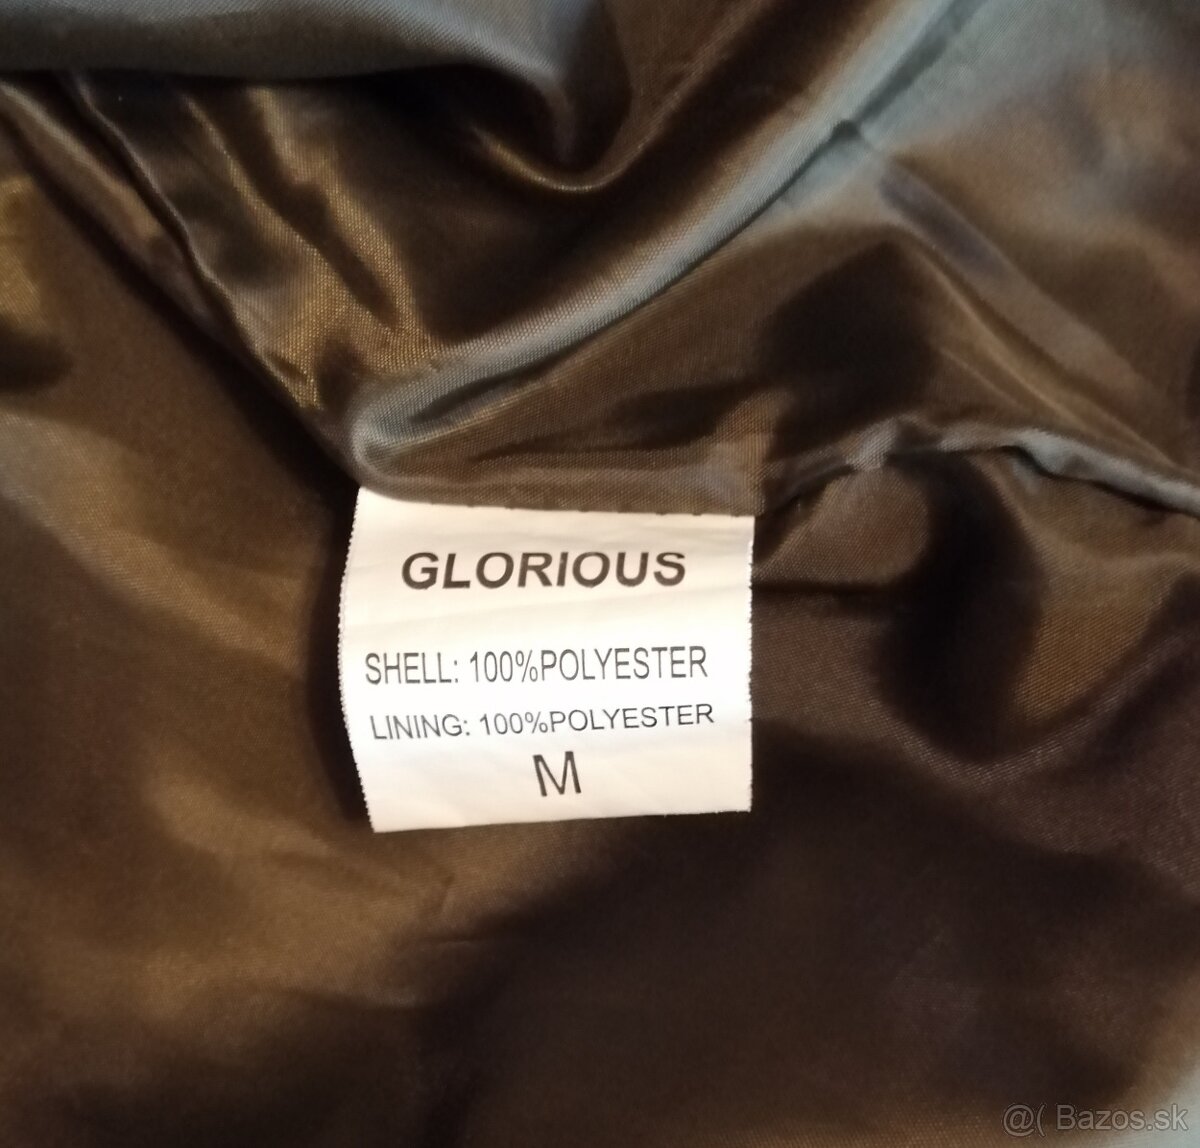 GLORIOUS
SHELL: 100%POLYESTER
LINING: 100%POLYESTER
M
@( Bazos.sk